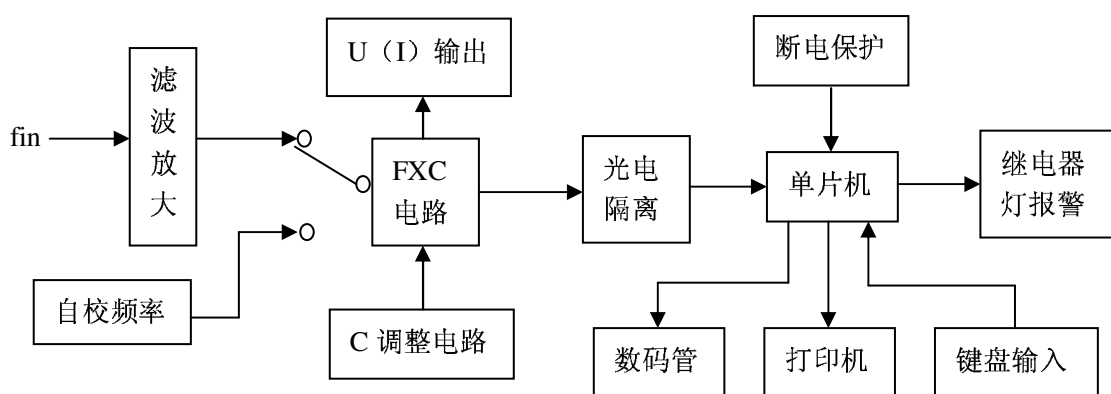 U（I）输出
断电保护
滤
波
放
大
fin
FXC
电路
光电
隔离
单片机
继电器
灯报警
自校频率
C 调整电路
数码管
打印机
键盘输入